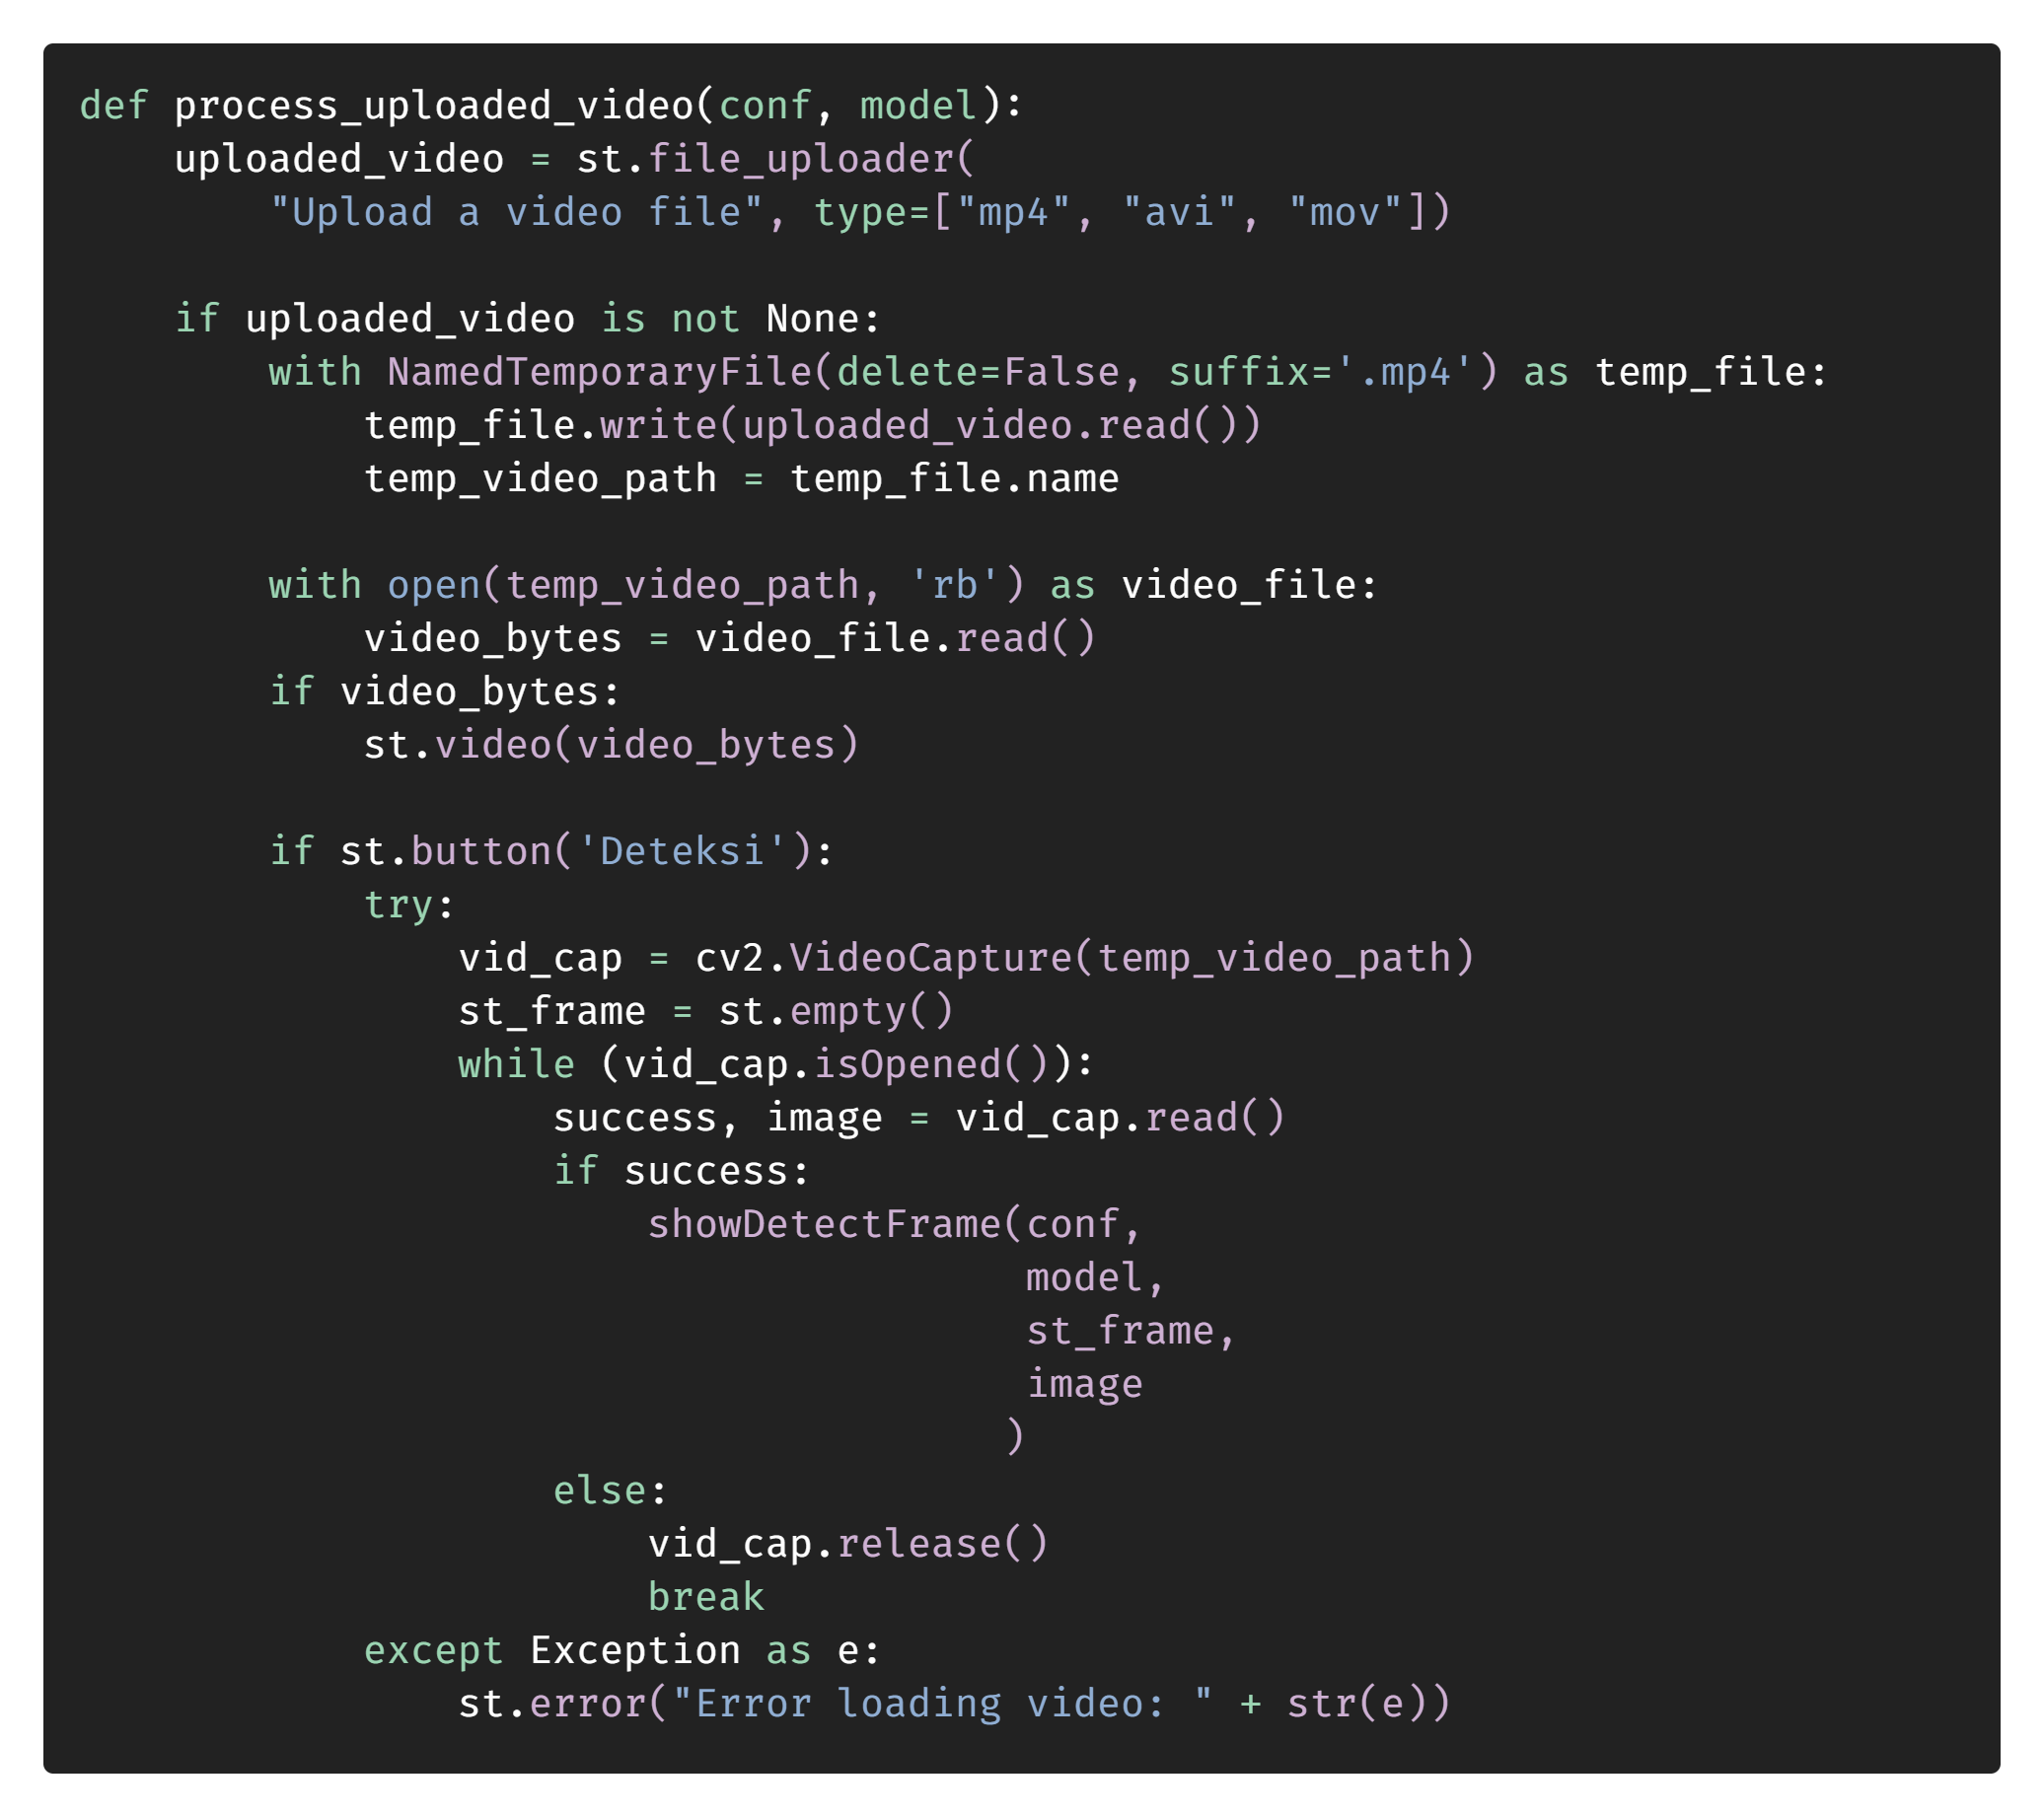 def process_uploaded_video(conf, model):
    uploaded_video = st.file_uploader(
        "Upload a video file", type=["mp4", "avi", "mov"])

    if uploaded_video is not None:
        with NamedTemporaryFile(delete=False, suffix='.mp4') as temp_file:
            temp_file.write(uploaded_video.read())
            temp_video_path = temp_file.name

        with open(temp_video_path, 'rb') as video_file:
            video_bytes = video_file.read()
        if video_bytes:
            st.video(video_bytes)

        if st.button('Deteksi'):
            try:
                vid_cap = cv2.VideoCapture(temp_video_path)
                st_frame = st.empty()
                while (vid_cap.isOpened()):
                    success, image = vid_cap.read()
                    if success:
                        showDetectFrame(conf,
                                        model,
                                        st_frame,
                                        image
                                       )
                    else:
                        vid_cap.release()
                        break
            except Exception as e:
                st.error("Error loading video: " + str(e))